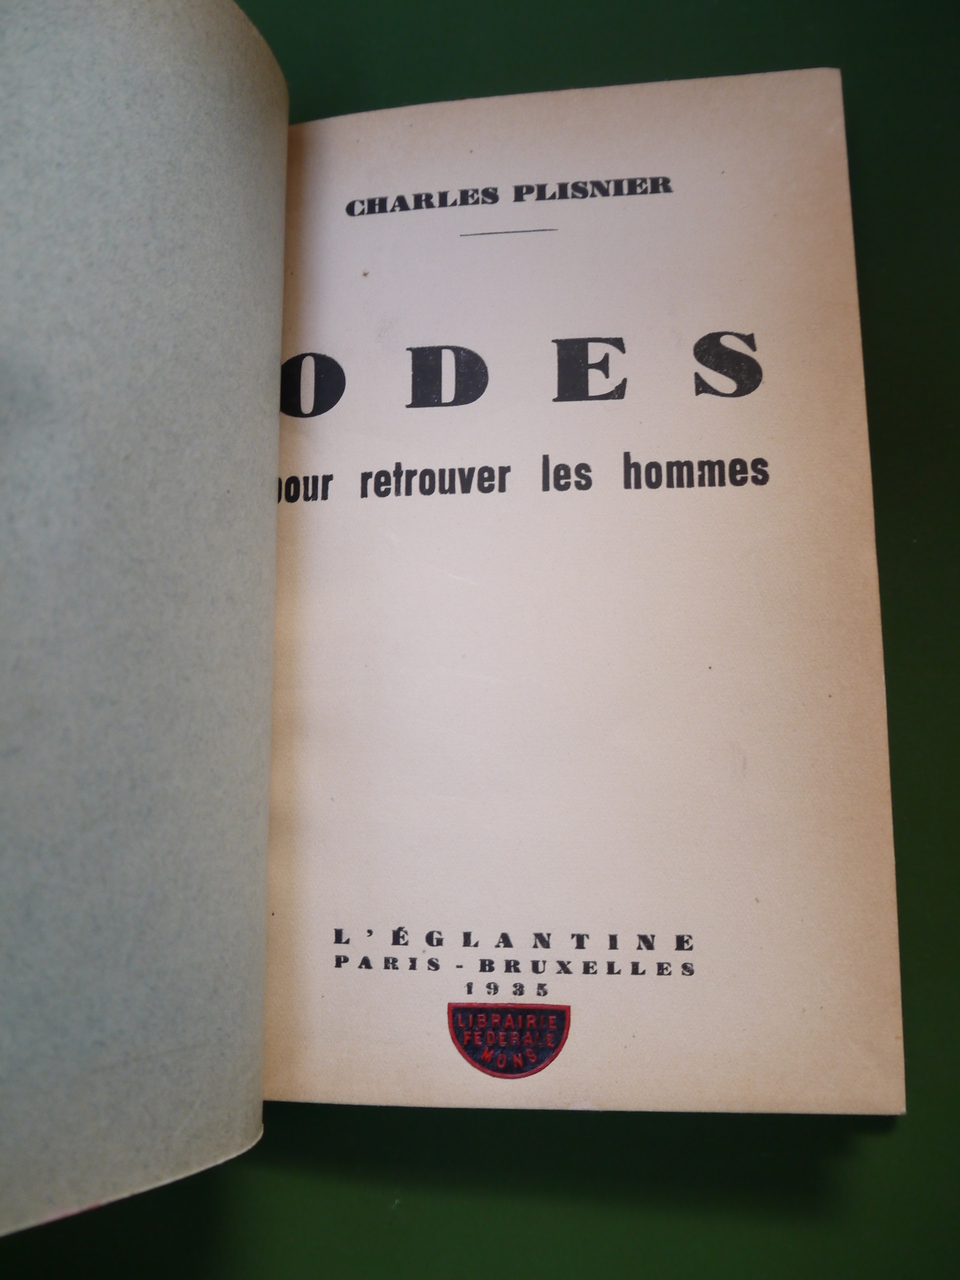 CHARLES PLISNIER
ODES
pour retrouver les hommes
L'ÉGLANTINE
PARIS - BRUXELLES
1935
LIBRAIRIE
FÉDÉRALE
MONS